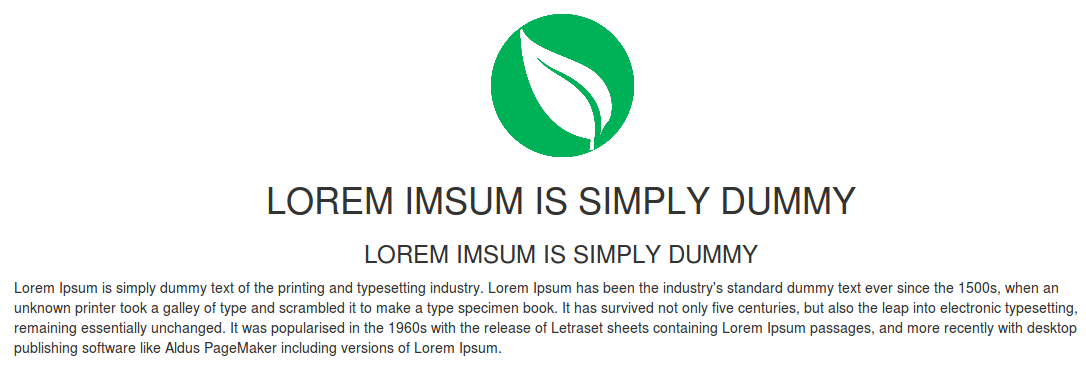 LOREM IMSUM IS SIMPLY DUMMY
LOREM IMSUM IS SIMPLY DUMMY
Lorem Ipsum is simply dummy text of the printing and typesetting industry. Lorem Ipsum has been the industry's standard dummy text ever since the 1500s, when an
unknown printer took a galley of type and scrambled it to make a type specimen book. It has survived not only five centuries, but also the leap into electronic typesetting,
remaining essentially unchanged. It was popularised in the 1960s with the release of Letraset sheets containing Lorem Ipsum passages, and more recently with desktop
publishing software like Aldus PageMaker including versions of Lorem Ipsum.